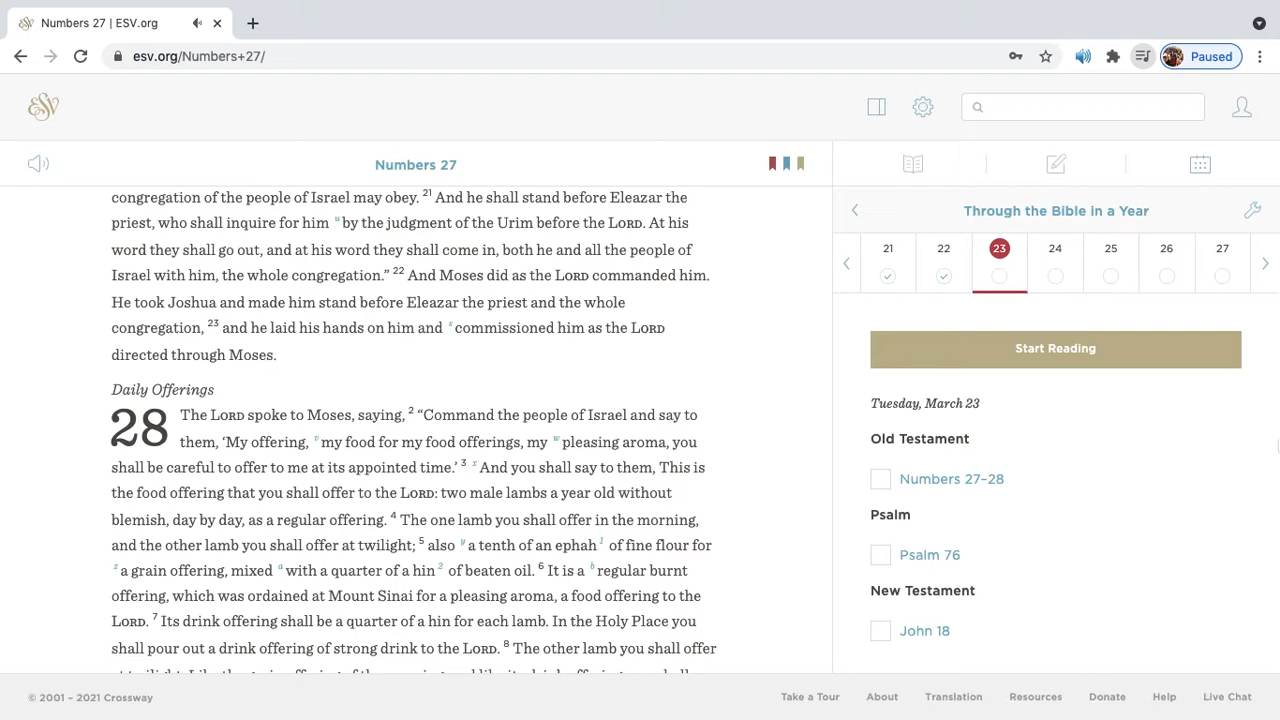 Numbers 27 | ESV.org
esv.org/Numbers+27/
Paused
ESV
Numbers 27
congregation of the people of Israel may obey. 21 And he shall stand before Eleazar the
priest, who shall inquire for him u by the judgment of the Urim before the LORD. At his
word they shall go out, and at his word they shall come in, both he and all the people of
Israel with him, the whole congregation.” 22 And Moses did as the LORD commanded him.
He took Joshua and made him stand before Eleazar the priest and the whole
congregation, 23 and he laid his hands on him and s commissioned him as the LORD
directed through Moses.
Daily Offerings
28 The LORD spoke to Moses, saying, 2 “Command the people of Israel and say to
them, ‘My offering, v my food for my food offerings, my w pleasing aroma, you
shall be careful to offer to me at its appointed time.’ 3 x And you shall say to them, This is
the food offering that you shall offer to the LORD: two male lambs a year old without
blemish, day by day, as a regular offering. 4 The one lamb you shall offer in the morning,
and the other lamb you shall offer at twilight; 5 also y a tenth of an ephah 1 of fine flour for
z a grain offering, mixed a with a quarter of a hin 2 of beaten oil. 6 It is a b regular burnt
offering, which was ordained at Mount Sinai for a pleasing aroma, a food offering to the
LORD. 7 Its drink offering shall be a quarter of a hin for each lamb. In the Holy Place you
shall pour out a drink offering of strong drink to the LORD. 8 The other lamb you shall offer
Through the Bible in a Year
21 22 23 24 25 26 27
Start Reading
Tuesday, March 23
Old Testament
Numbers 27–28
Psalm
Psalm 76
New Testament
John 18
© 2001 – 2021 Crossway
Take a Tour About Translation Resources Donate Help Live Chat